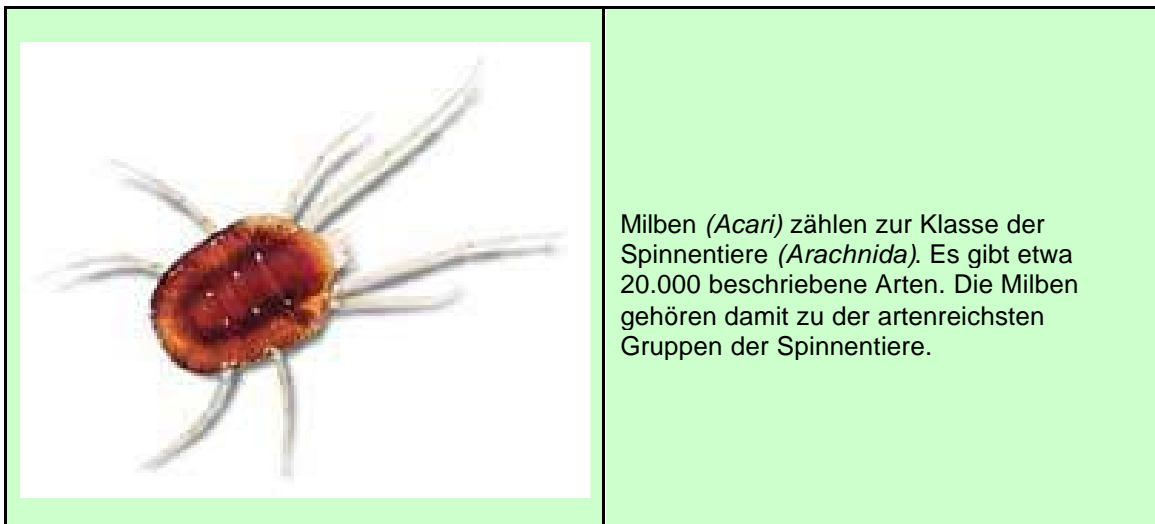 Milben (Acari) zählen zur Klasse der
Spinnentiere (Arachnida). Es gibt etwa
20.000 beschriebene Arten. Die Milben
gehören damit zu der artenreichsten
Gruppen der Spinnentiere.